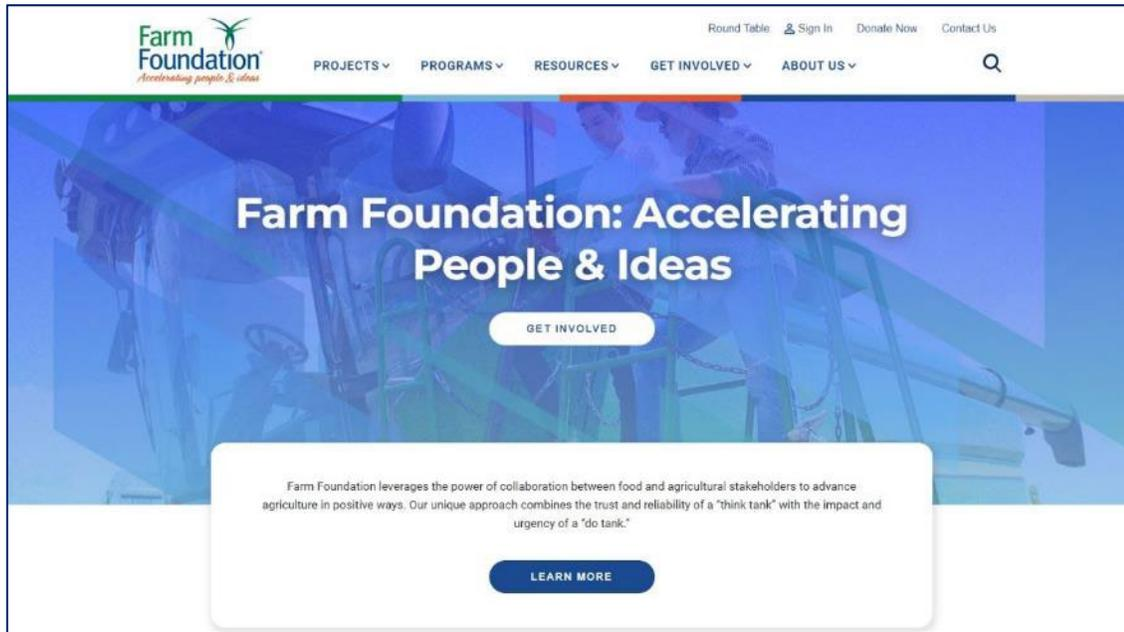 Farm
Foundation®
Accelerating people & ideas
Round Table
Sign In
Donate Now
Contact Us
PROJECTS
PROGRAMS
RESOURCES
GET INVOLVED
ABOUT US
Farm Foundation: Accelerating
People & Ideas
GET INVOLVED
Farm Foundation leverages the power of collaboration between food and agricultural stakeholders to advance
agriculture in positive ways. Our unique approach combines the trust and reliability of a "think tank" with the impact and
urgency of a "do tank."
LEARN MORE